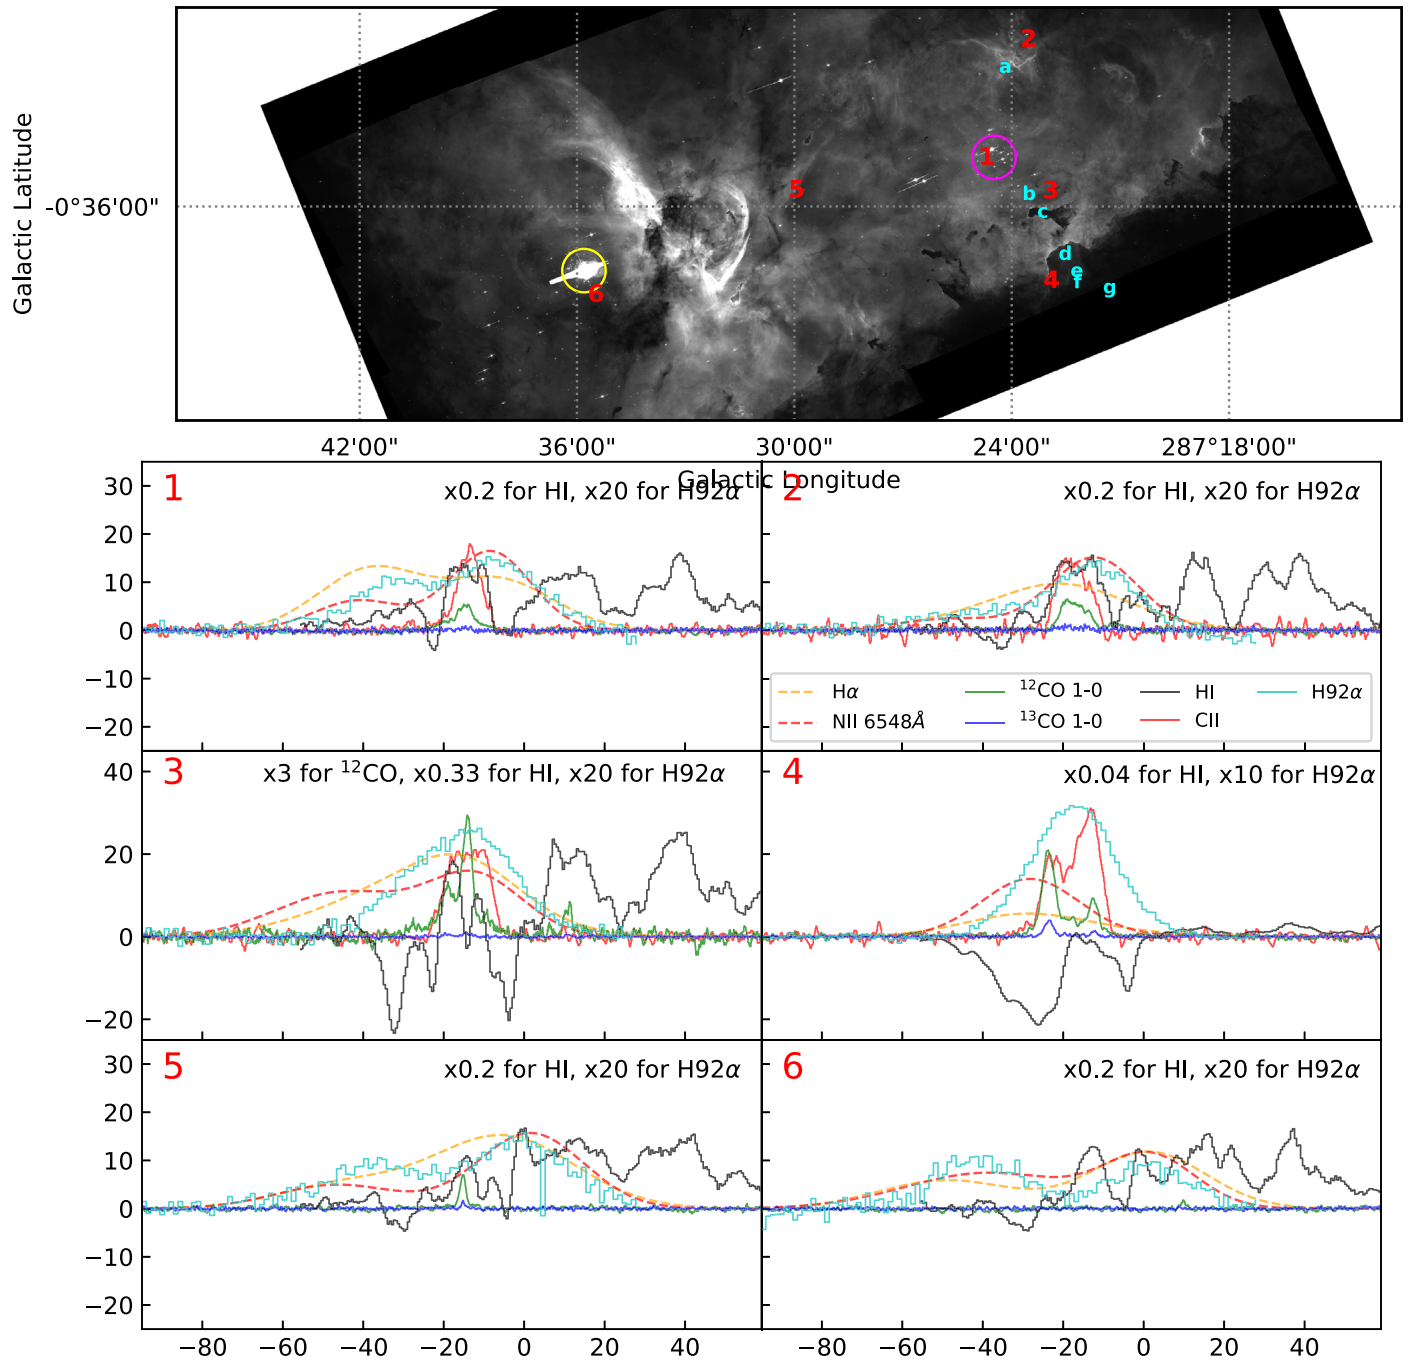 Galactic Latitude
-0°36'00"
2
a
1
5
b
3
c
d
e
6
4
f
g
42'00"
36'00"
30'00"
24'00"
287°18'00"
Galactic Longitude
1
x0.2 for HI, x20 for H92α
30
20
10
0
−10
−20
2
x0.2 for HI, x20 for H92α
Hα
NII 6548Å
¹²CO 1-0
¹³CO 1-0
HI
CII
H92α
3
x3 for ¹²CO, x0.33 for HI, x20 for H92α
40
20
0
−20
4
x0.04 for HI, x10 for H92α
5
x0.2 for HI, x20 for H92α
30
20
10
0
−10
−20
6
x0.2 for HI, x20 for H92α
−80 −60 −40 −20 0 20 40
−80 −60 −40 −20 0 20 40